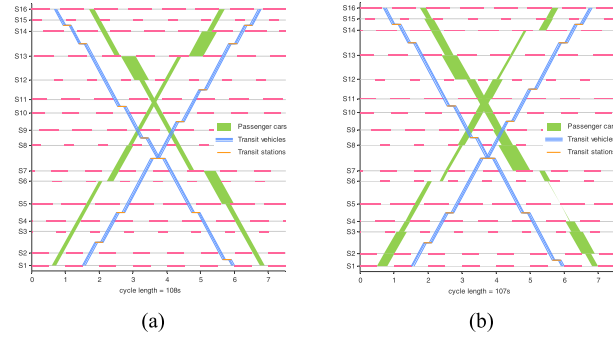 S16
S15
S14
S13
S12
S11
S10
S9
S8
S7
S6
S5
S4
S3
S2
S1
Passenger cars
Transit vehicles
Transit stations
0 1 2 3 4 5 6 7
cycle length = 108s
(a)
S16
S15
S14
S13
S12
S11
S10
S9
S8
S7
S6
S5
S4
S3
S2
S1
Passenger cars
Transit vehicles
Transit stations
0 1 2 3 4 5 6 7
cycle length = 107s
(b)